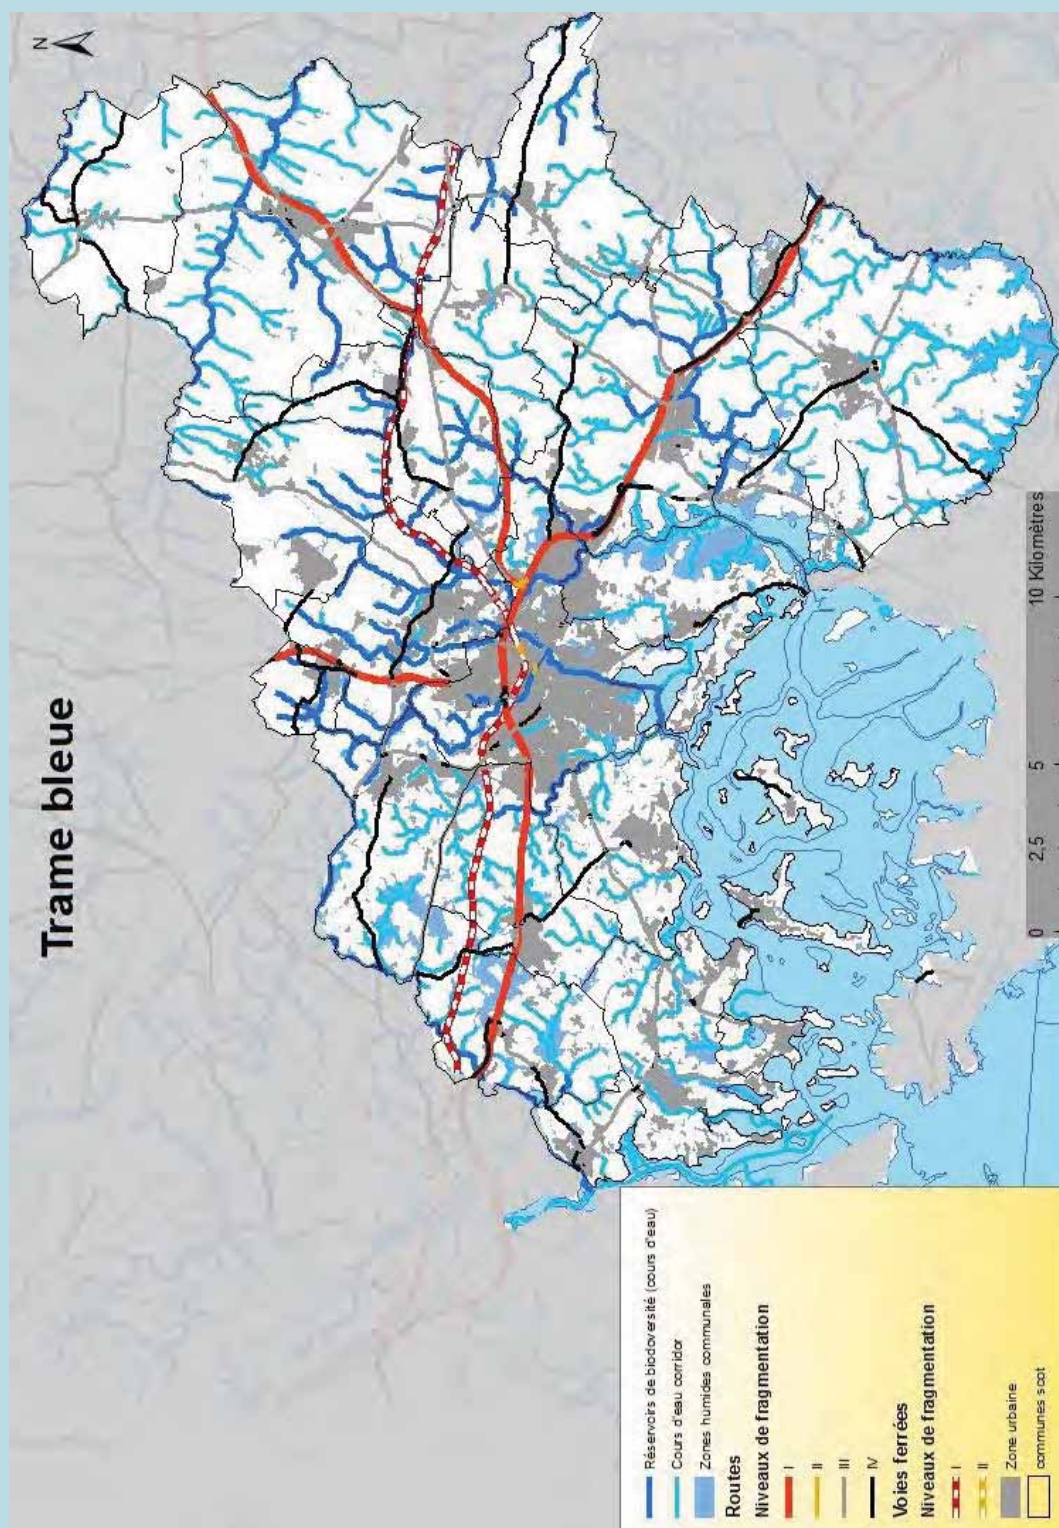 Trame bleue
N
Réservoirs de biodoversité (cours d'eau)
Cours d'eau corridor
Zones humides communales
Routes
Niveaux de fragmentation
I
II
III
IV
Voies ferrées
Niveaux de fragmentation
I
II
Zone urbaine
communes scot
0 2,5 5 10 Kilomètres